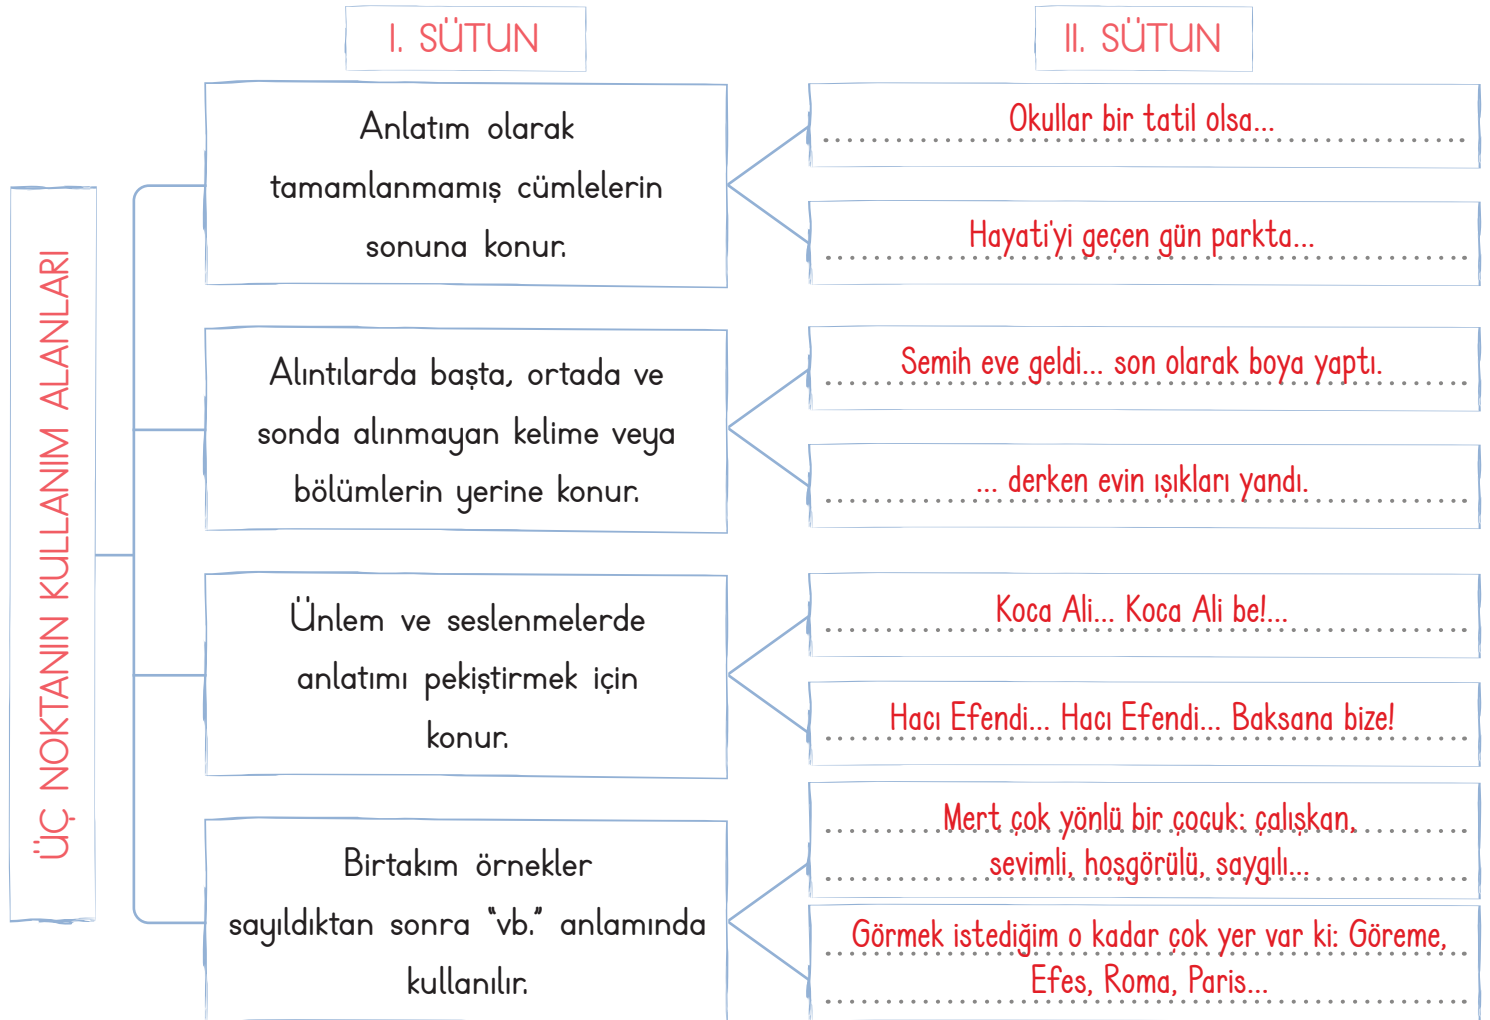 I. SÜTUN
II. SÜTUN
ÜÇ NOKTANIN KULLANIM ALANLARI
Anlatım olarak
tamamlanmamış cümlelerin
sonuna konur.
Okullar bir tatil olsa...
Hayati'yi geçen gün parkta...
Alıntılarda başta, ortada ve
sonda alınmayan kelime veya
bölümlerin yerine konur.
Semih eve geldi... son olarak boya yaptı.
... derken evin ışıkları yandı.
Ünlem ve seslenmelerde
anlatımı pekiştirmek için
konur.
Koca Ali... Koca Ali be!...
Hacı Efendi... Hacı Efendi... Baksana bize!
Birtakım örnekler
sayıldıktan sonra “vb.” anlamında
kullanılır.
Mert çok yönlü bir çocuk: çalışkan,
sevimli, hoşgörülü, saygılı...
Görmek istediğim o kadar çok yer var ki: Göreme,
Efes, Roma, Paris...